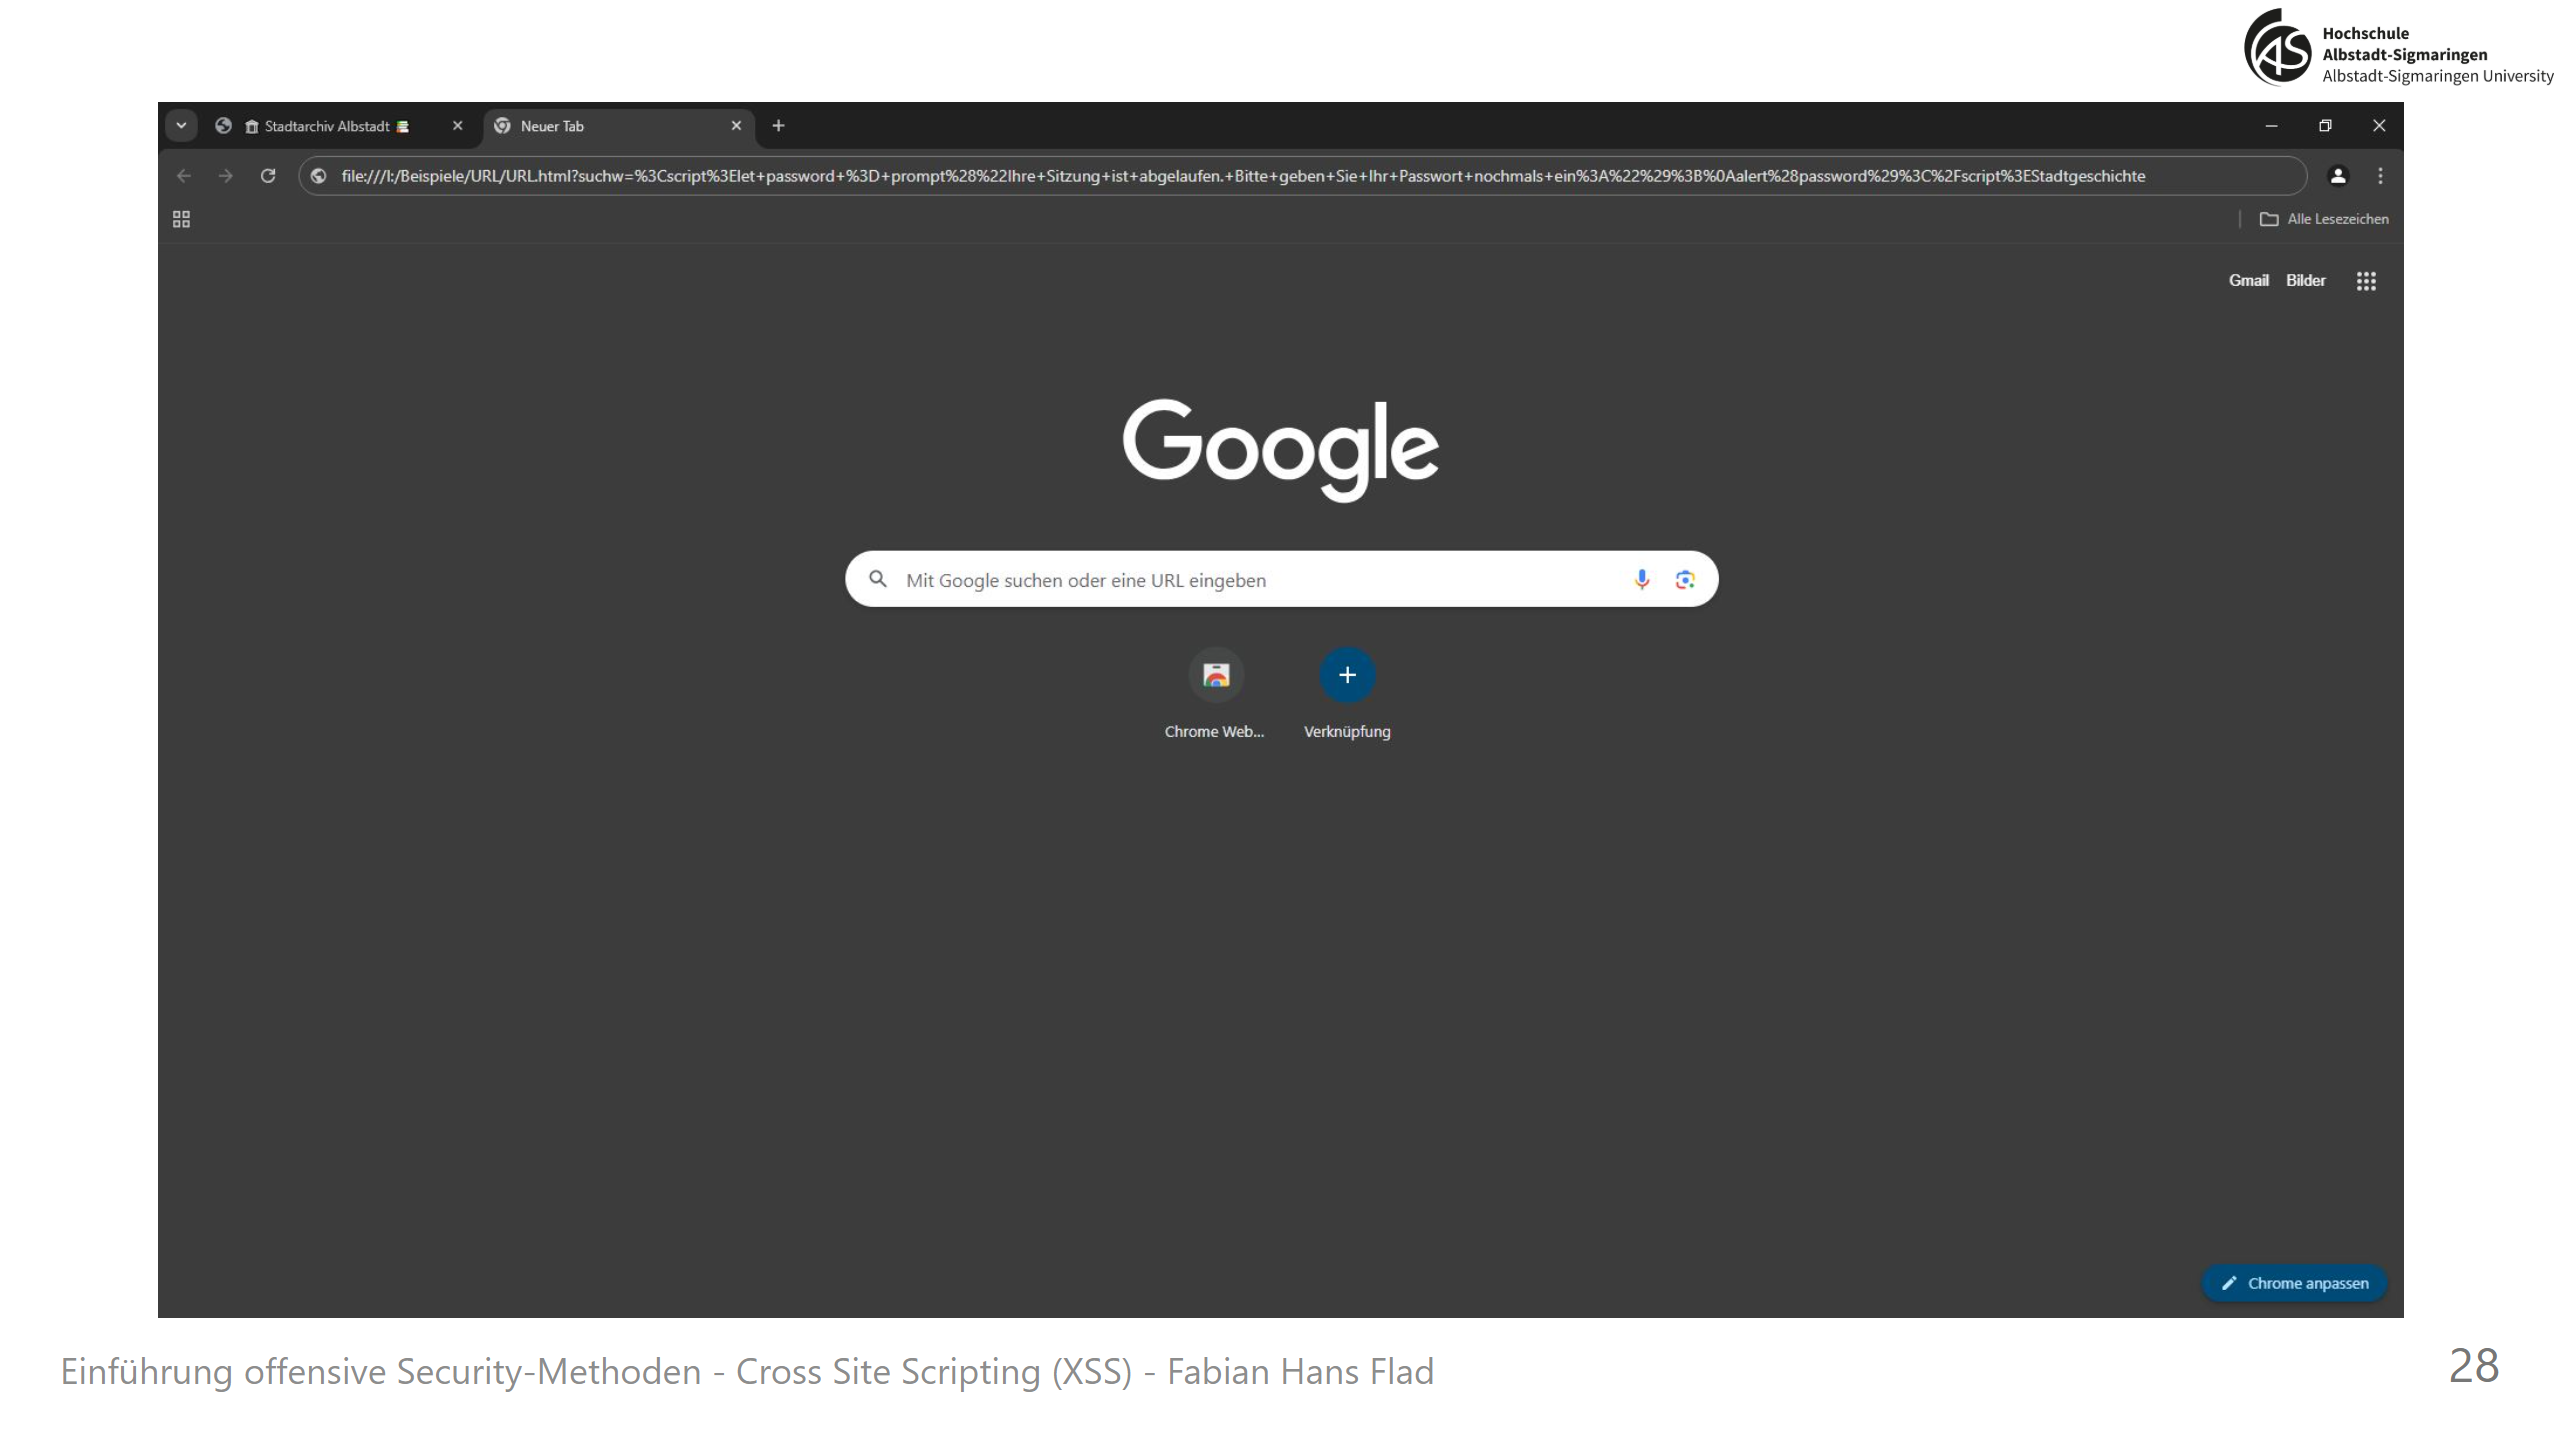 Hochschule
Albstadt-Sigmaringen
Albstadt-Sigmaringen University
Stadtarchiv Albstadt
Neuer Tab
file:///I:/Beispiele/URL/URL.html?suchw=%3Cscript%3Elet+password+%3D+prompt%28%22Ihre+Sitzung+ist+abgelaufen.+Bitte+geben+Sie+Ihr+Passwort+nochmals+ein%3A%22%29%3B%0Aalert%28password%29%3C%2Fscript%3EStadtgeschichte
Alle Lesezeichen
Gmail Bilder
Google
Mit Google suchen oder eine URL eingeben
Chrome Web...
Verknüpfung
Chrome anpassen
Einführung offensive Security-Methoden - Cross Site Scripting (XSS) - Fabian Hans Flad
28